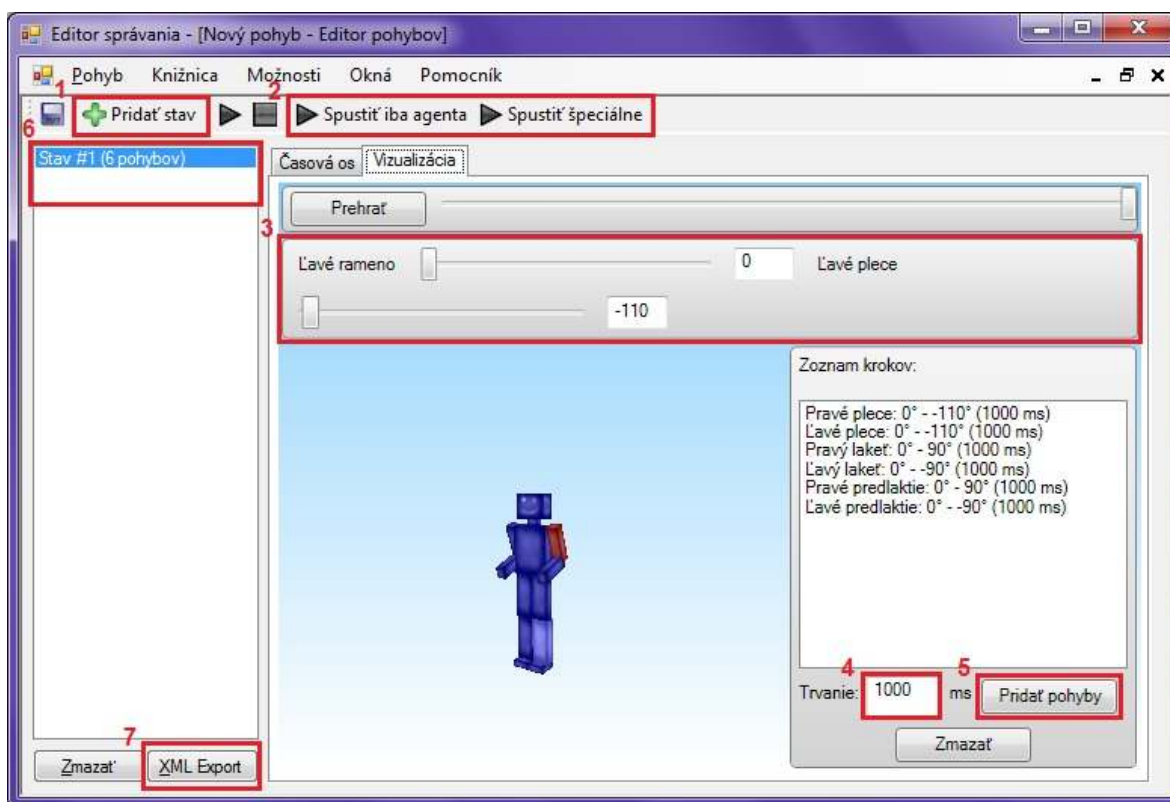 Editor správania - [Nový pohyb - Editor pohybov]
Pohyb Knižnica Možnosti Okná Pomocník
1 2
Pridať stav Spustiť iba agenta Spustiť špeciálne
6
Stav #1 (6 pohybov)
Časová os Vizualizácia
Prehrať
3
Ľavé rameno 0 Ľavé plece
-110
Zoznam krokov:
Pravé plece: 0° - -110° (1000 ms)
Ľavé plece: 0° - -110° (1000 ms)
Pravý lakeť: 0° - 90° (1000 ms)
Ľavý lakeť: 0° - -90° (1000 ms)
Pravé predlaktie: 0° - 90° (1000 ms)
Ľavé predlaktie: 0° - -90° (1000 ms)
4 5
Trvanie: 1000 ms Pridať pohyby
Zmazať
7
Zmazať XML Export